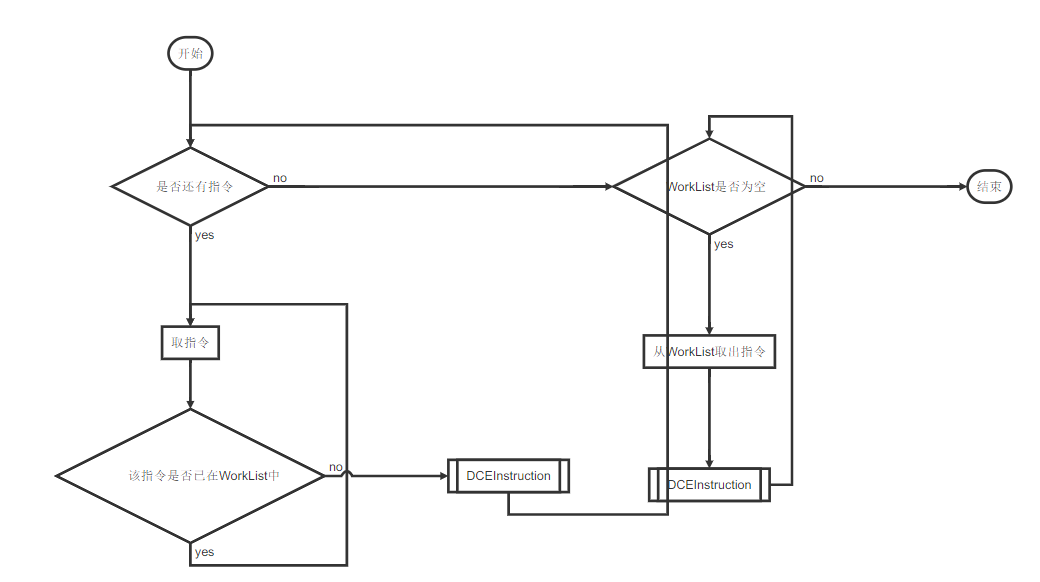 开始
是否还有指令
no
WorkList是否为空
no
结束
yes
yes
取指令
从WorkList取出指令
该指令是否已在WorkList中
no
DCEInstruction
DCEInstruction
yes